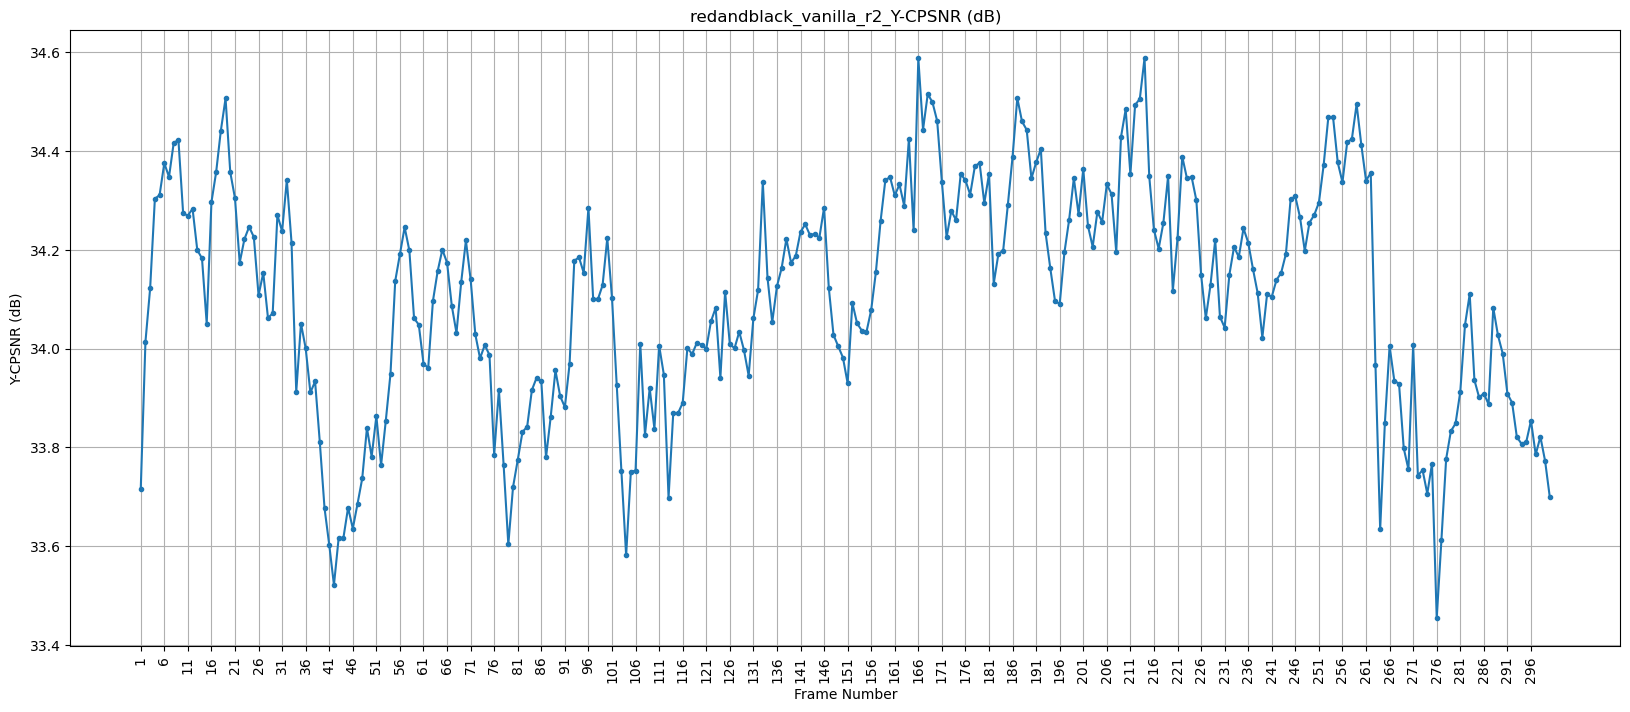 redandblack_vanilla_r2_Y-CPSNR (dB)
34.6
34.4
34.2
34.0
33.8
33.6
33.4
Y-CPSNR (dB)
1 6 11 16 21 26 31 36 41 46 51 56 61 66 71 76 81 86 91 96 101 106 111 116 121 126 131 136 141 146 151 156 161 166 171 176 181 186 191 196 201 206 211 216 221 226 231 236 241 246 251 256 261 266 271 276 281 286 291 296
Frame Number